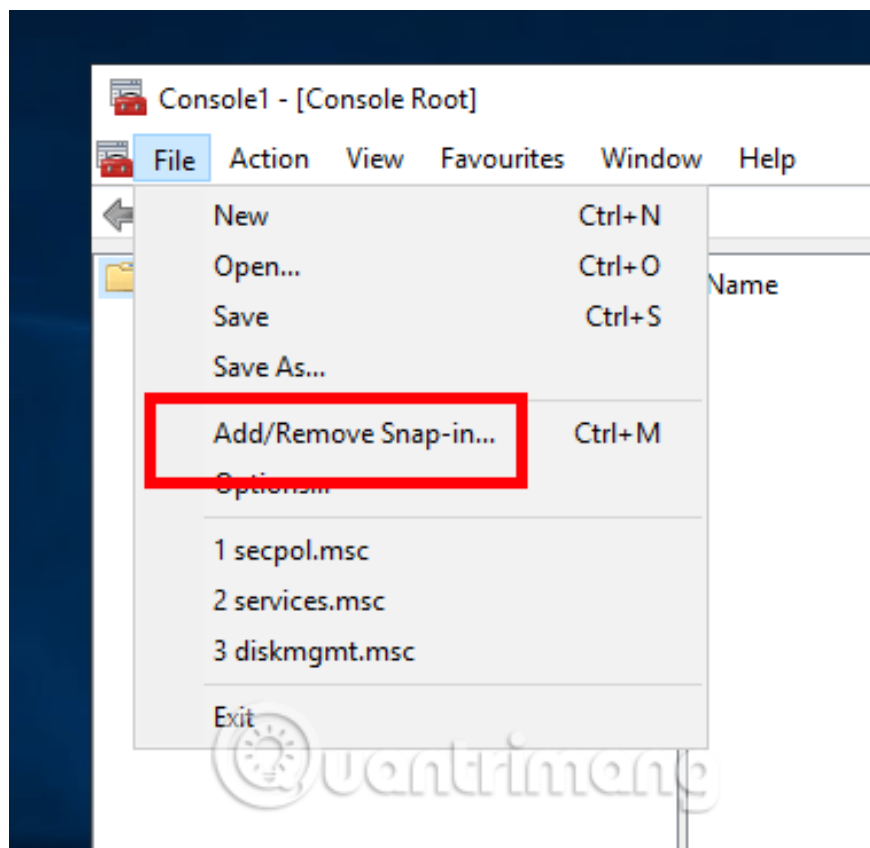 Console1 - [Console Root]
File Action View Favourites Window Help
New Ctrl+N
Open... Ctrl+O
Name
Save Ctrl+S
Save As...
Add/Remove Snap-in... Ctrl+M
Options...
1 secpol.msc
2 services.msc
3 diskmgmt.msc
Exit
Quantrimang